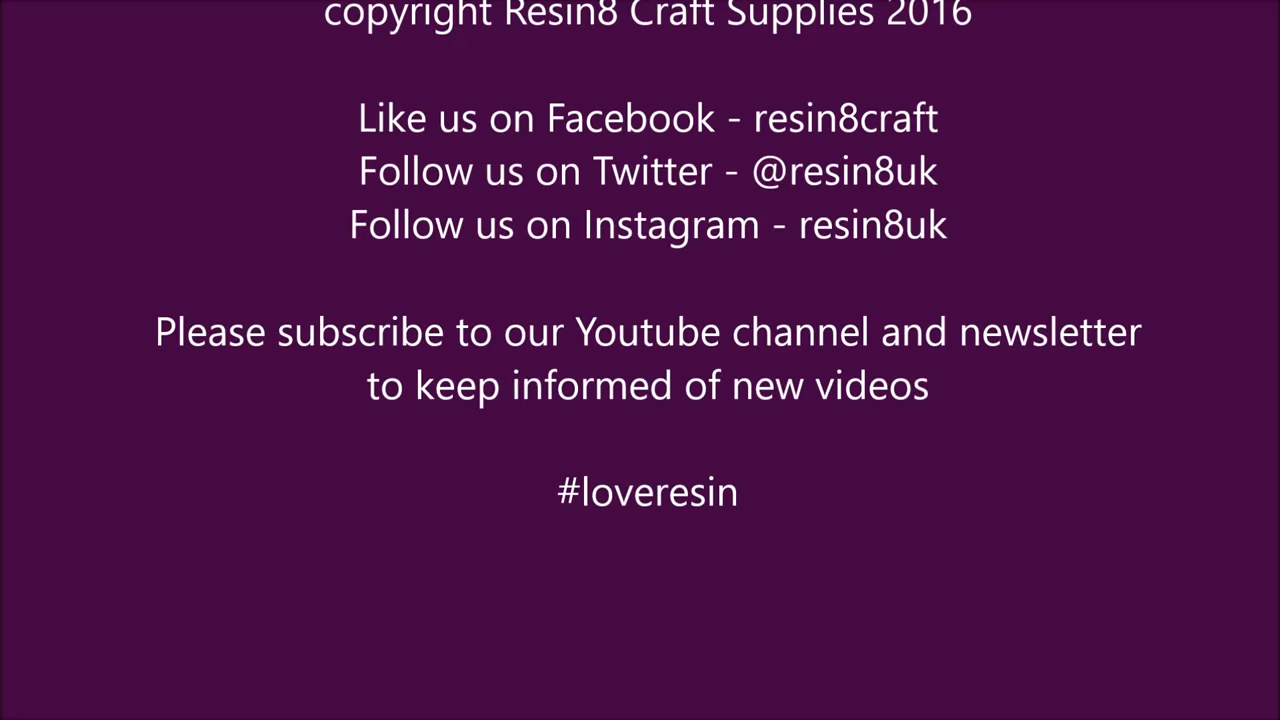 copyright Resin8 Craft Supplies 2016
Like us on Facebook - resin8craft
Follow us on Twitter - @resin8uk
Follow us on Instagram - resin8uk
Please subscribe to our Youtube channel and newsletter
to keep informed of new videos
#loveresin